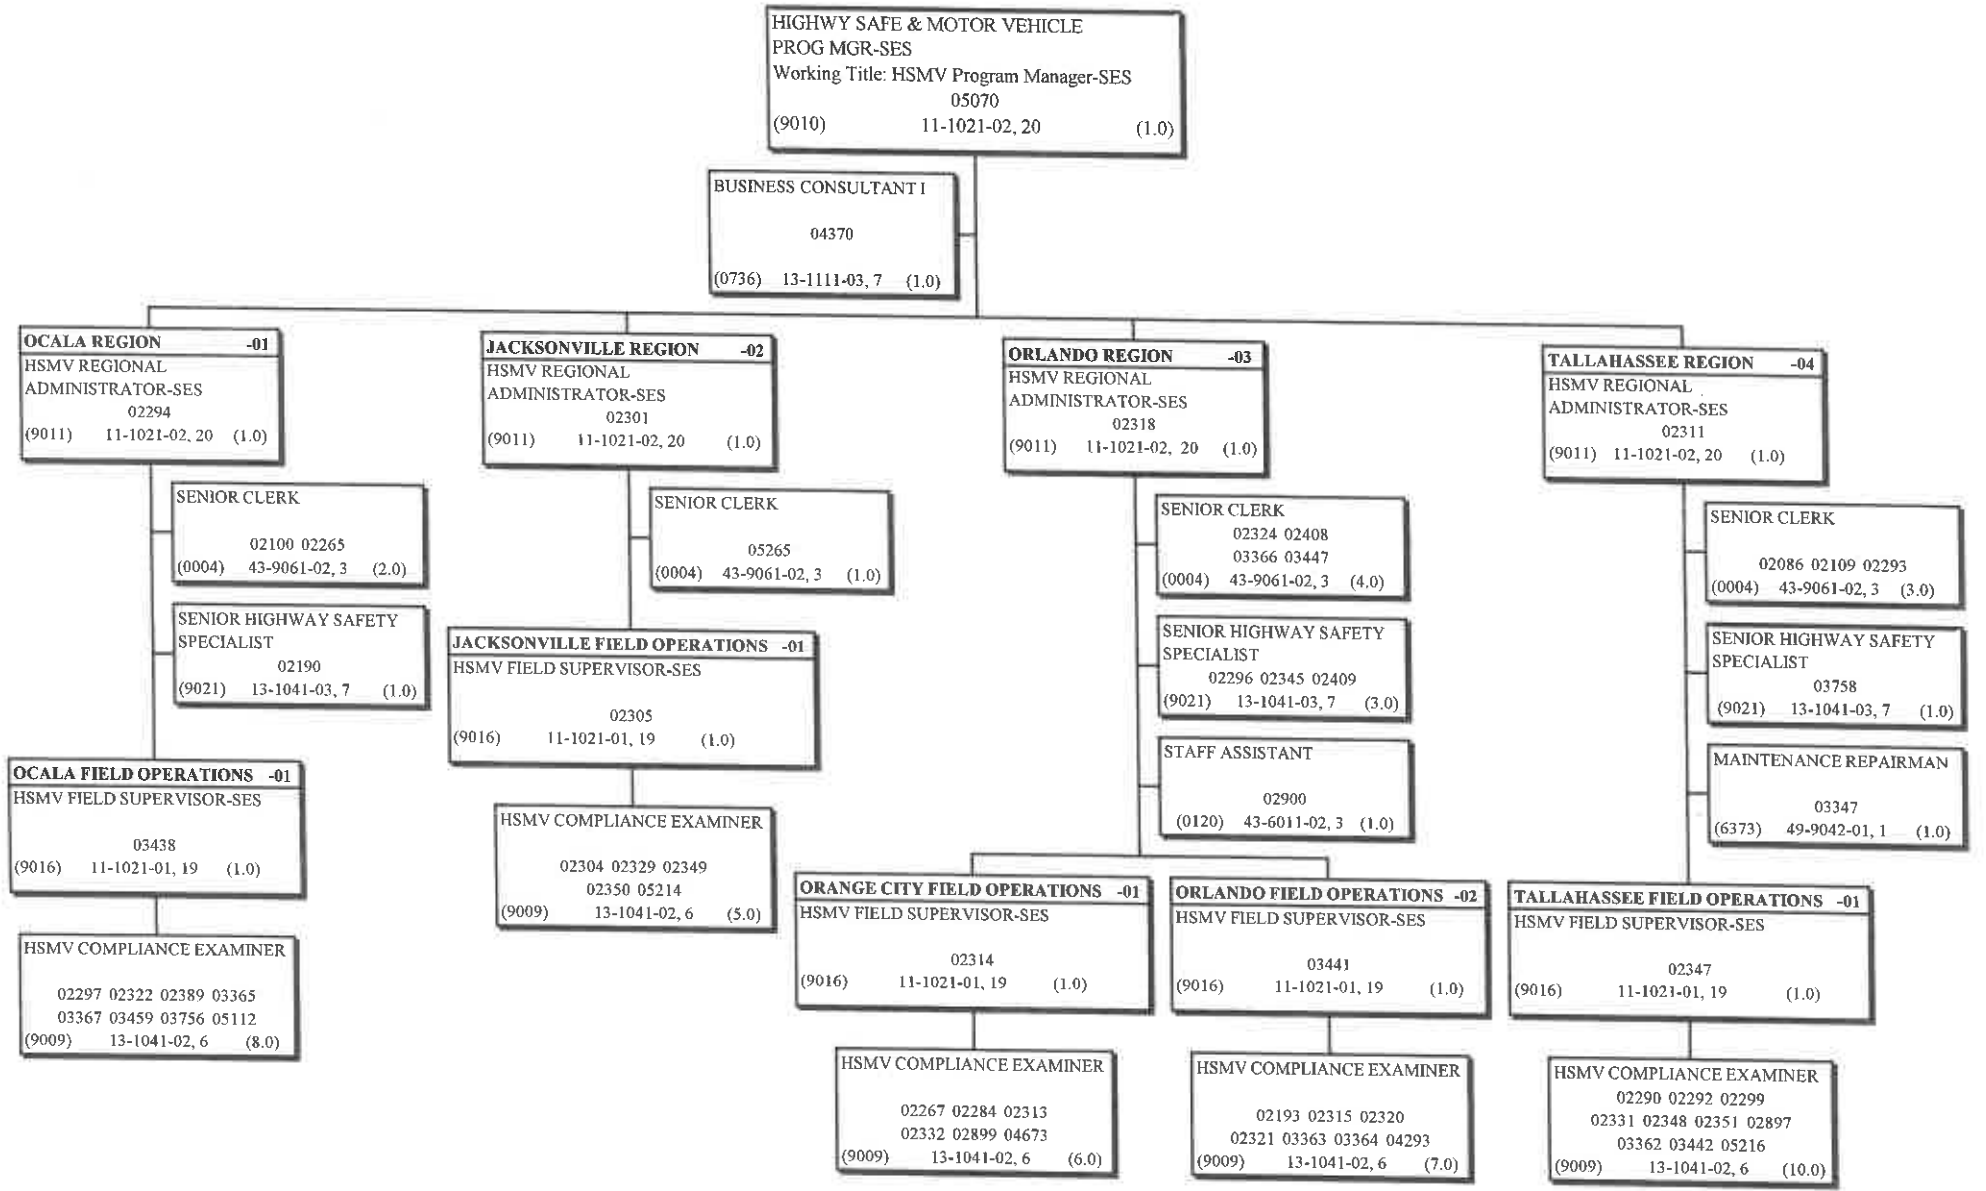 HIGHWY SAFE & MOTOR VEHICLE
PROG MGR-SES
Working Title: HSMV Program Manager-SES
05070
(9010) 11-1021-02, 20 (1.0)
BUSINESS CONSULTANT I
04370
(0736) 13-1111-03, 7 (1.0)
OCALA REGION -01
HSMV REGIONAL
ADMINISTRATOR-SES
02294
(9011) 11-1021-02, 20 (1.0)
SENIOR CLERK
02100 02265
(0004) 43-9061-02, 3 (2.0)
SENIOR HIGHWAY SAFETY
SPECIALIST
02190
(9021) 13-1041-03, 7 (1.0)
OCALA FIELD OPERATIONS -01
HSMV FIELD SUPERVISOR-SES
03438
(9016) 11-1021-01, 19 (1.0)
HSMV COMPLIANCE EXAMINER
02297 02322 02389 03365
03367 03459 03756 05112
(9009) 13-1041-02, 6 (8.0)
JACKSONVILLE REGION -02
HSMV REGIONAL
ADMINISTRATOR-SES
02301
(9011) 11-1021-02, 20 (1.0)
SENIOR CLERK
05265
(0004) 43-9061-02, 3 (1.0)
JACKSONVILLE FIELD OPERATIONS -01
HSMV FIELD SUPERVISOR-SES
02305
(9016) 11-1021-01, 19 (1.0)
HSMV COMPLIANCE EXAMINER
02304 02329 02349
02350 05214
(9009) 13-1041-02, 6 (5.0)
ORLANDO REGION -03
HSMV REGIONAL
ADMINISTRATOR-SES
02318
(9011) 11-1021-02, 20 (1.0)
SENIOR CLERK
02324 02408
03366 03447
(0004) 43-9061-02, 3 (4.0)
SENIOR HIGHWAY SAFETY
SPECIALIST
02296 02345 02409
(9021) 13-1041-03, 7 (3.0)
STAFF ASSISTANT
02900
(0120) 43-6011-02, 3 (1.0)
ORANGE CITY FIELD OPERATIONS -01
HSMV FIELD SUPERVISOR-SES
02314
(9016) 11-1021-01, 19 (1.0)
HSMV COMPLIANCE EXAMINER
02267 02284 02313
02332 02899 04673
(9009) 13-1041-02, 6 (6.0)
ORLANDO FIELD OPERATIONS -02
HSMV FIELD SUPERVISOR-SES
03441
(9016) 11-1021-01, 19 (1.0)
HSMV COMPLIANCE EXAMINER
02193 02315 02320
02321 03363 03364 04293
(9009) 13-1041-02, 6 (7.0)
TALLAHASSEE REGION -04
HSMV REGIONAL
ADMINISTRATOR-SES
02311
(9011) 11-1021-02, 20 (1.0)
SENIOR CLERK
02086 02109 02293
(0004) 43-9061-02, 3 (3.0)
SENIOR HIGHWAY SAFETY
SPECIALIST
03758
(9021) 13-1041-03, 7 (1.0)
MAINTENANCE REPAIRMAN
03347
(6373) 49-9042-01, 1 (1.0)
TALLAHASSEE FIELD OPERATIONS -01
HSMV FIELD SUPERVISOR-SES
02347
(9016) 11-1021-01, 19 (1.0)
HSMV COMPLIANCE EXAMINER
02290 02292 02299
02331 02348 02351 02897
03362 03442 05216
(9009) 13-1041-02, 6 (10.0)